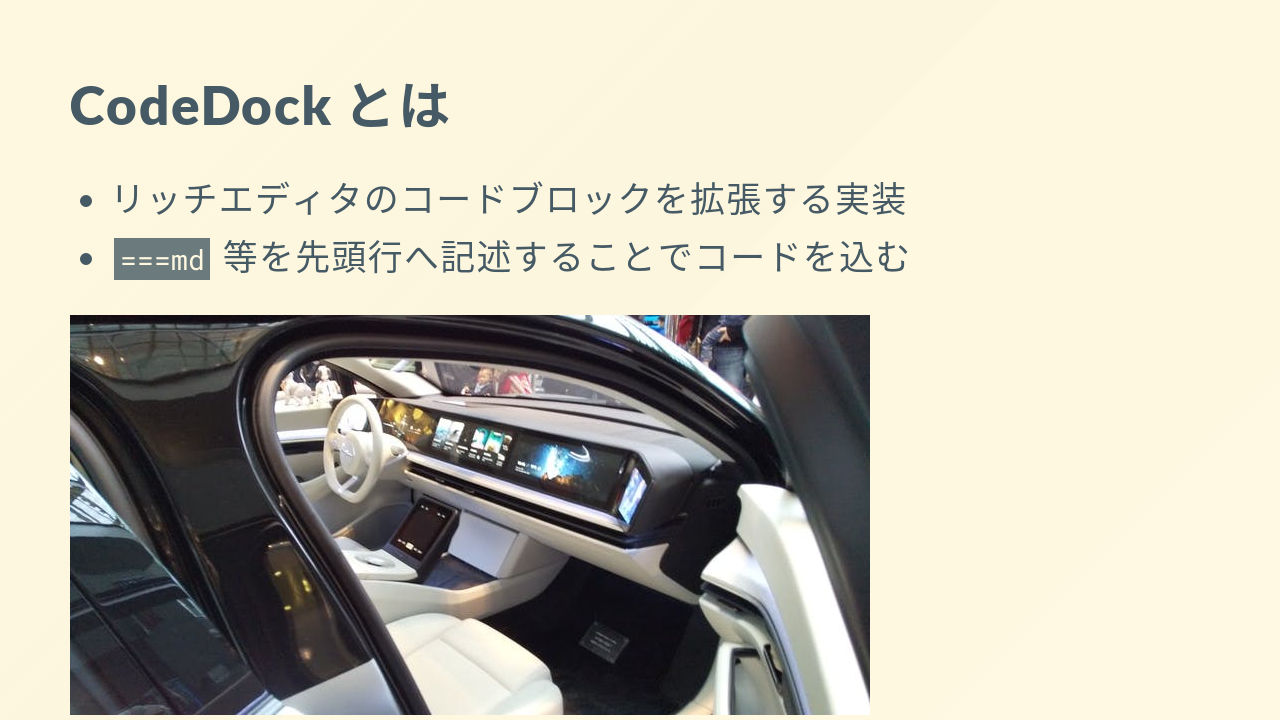 CodeDock とは
リッチエディタのコードブロックを拡張する実装
===md 等を先頭行へ記述することでコードを込む